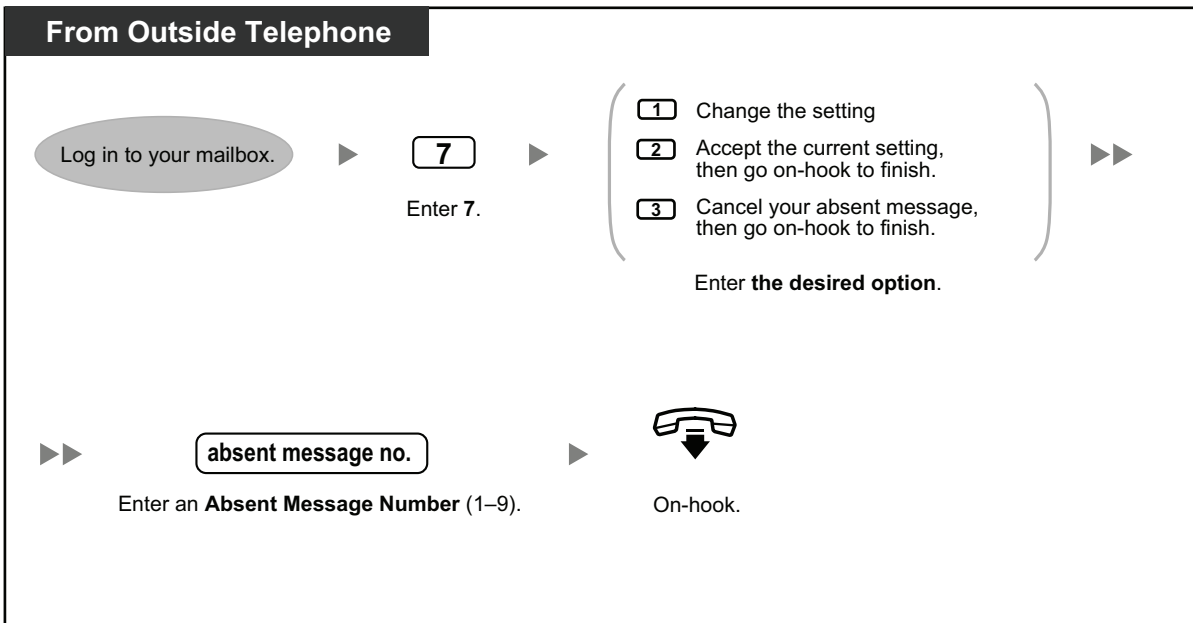 From Outside Telephone
Log in to your mailbox.
7
Enter 7.
1 Change the setting
2 Accept the current setting,
then go on-hook to finish.
3 Cancel your absent message,
then go on-hook to finish.
Enter the desired option.
absent message no.
Enter an Absent Message Number (1–9).
On-hook.